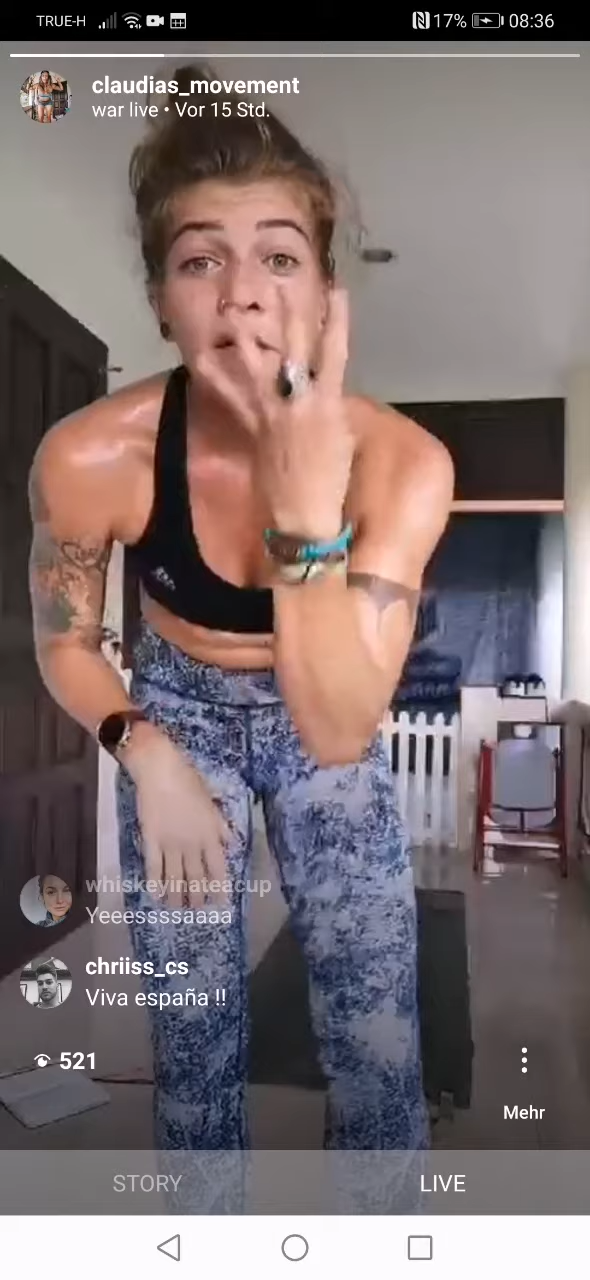 TRUE-H 17% 08:36
claudias_movement
war live • Vor 15 Std.
whiskeyinateacup
Yeeessssaaaa
chriiss_cs
Viva españa !!
521
Mehr
STORY LIVE